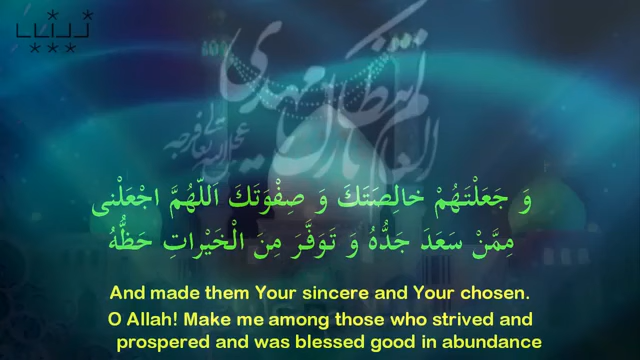 وَ جَعَلْتَهُمْ خالِصَتَكَ وَ صِفْوَتَكَ اَللّهُمَّ اجْعَلْنى
مِمَّنْ سَعَدَ جَدُّهُ وَ تَوَفَّر مِنَ الْخَيْراتِ حَظُّهُ
And made them Your sincere and Your chosen.
O Allah! Make me among those who strived and
prospered and was blessed good in abundance